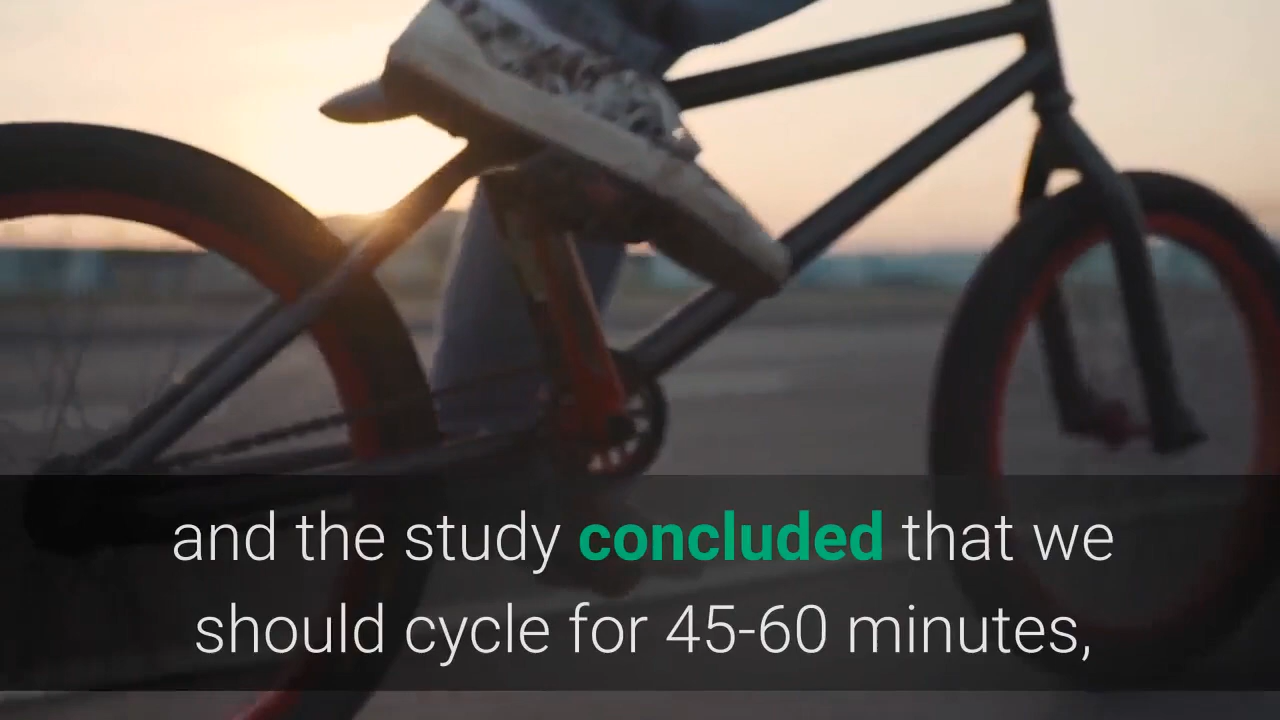 and the study concluded that we
should cycle for 45-60 minutes,